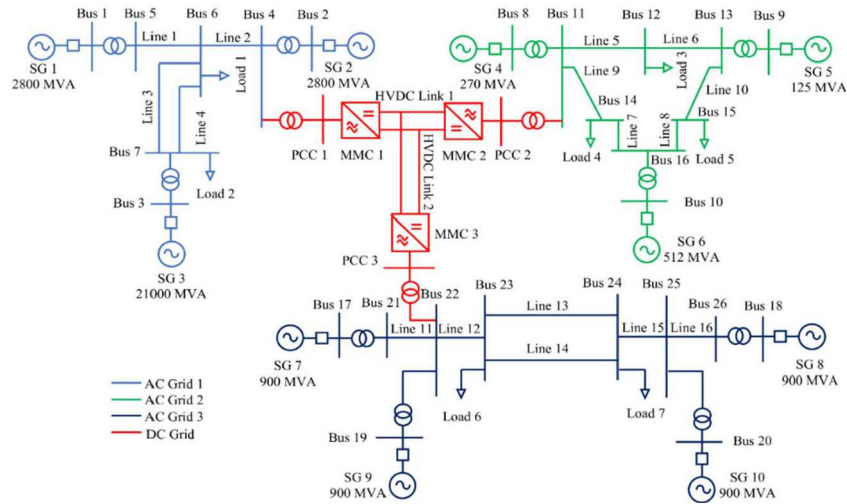 Bus 1
Bus 5
Bus 6
Bus 4
Bus 2
Line 1
Line 2
SG 1
2800 MVA
SG 2
2800 MVA
Load 1
Line 3
Line 4
Bus 7
Load 2
Bus 3
SG 3
21000 MVA
PCC 1
MMC 1
HVDC Link 1
MMC 2
PCC 2
HVDC Link 2
MMC 3
PCC 3
Bus 8
Bus 11
Bus 12
Bus 13
Bus 9
Line 5
Line 6
SG 4
270 MVA
SG 5
125 MVA
Load 3
Line 9
Line 10
Bus 14
Bus 15
Line 7
Line 8
Load 4
Load 5
Bus 16
Bus 10
SG 6
512 MVA
Bus 17
Bus 21
Bus 22
Bus 23
Bus 24
Bus 25
Bus 26
Bus 18
Line 11
Line 12
Line 13
Line 14
Line 15
Line 16
SG 7
900 MVA
SG 8
900 MVA
Load 6
Load 7
Bus 19
Bus 20
SG 9
900 MVA
SG 10
900 MVA
AC Grid 1
AC Grid 2
AC Grid 3
DC Grid